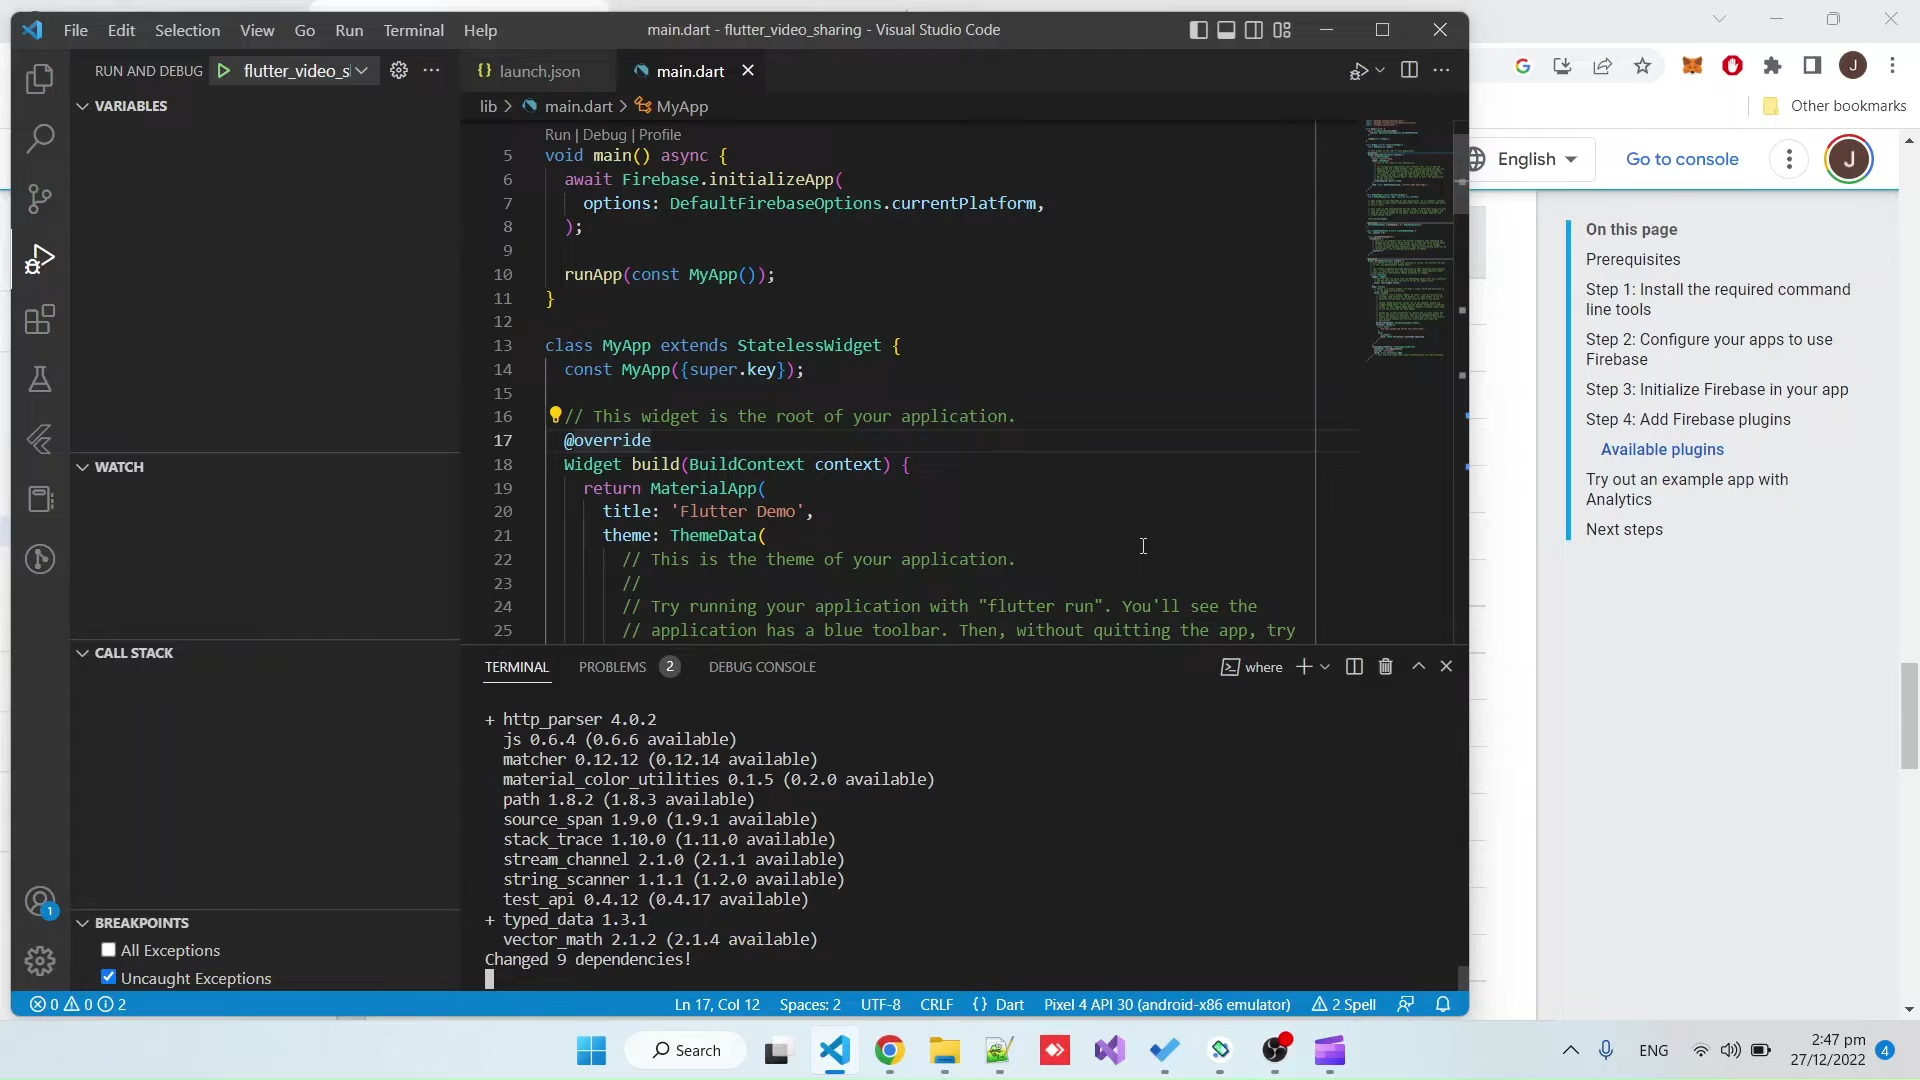 File Edit Selection View Go Run Terminal Help
main.dart - flutter_video_sharing - Visual Studio Code
RUN AND DEBUG
flutter_video_s
launch.json
main.dart
lib > main.dart > MyApp
VARIABLES
WATCH
CALL STACK
BREAKPOINTS
All Exceptions
Uncaught Exceptions
1
Run | Debug | Profile
5 void main() async {
6 await Firebase.initializeApp(
7 options: DefaultFirebaseOptions.currentPlatform,
8 );
9
10 runApp(const MyApp());
11 }
12
13 class MyApp extends StatelessWidget {
14 const MyApp({super.key});
15
16 // This widget is the root of your application.
17 @override
18 Widget build(BuildContext context) {
19 return MaterialApp(
20 title: 'Flutter Demo',
21 theme: ThemeData(
22 // This is the theme of your application.
23 //
24 // Try running your application with "flutter run". You'll see the
25 // application has a blue toolbar. Then, without quitting the app, try
TERMINAL PROBLEMS 2 DEBUG CONSOLE
where
+ http_parser 4.0.2
js 0.6.4 (0.6.6 available)
matcher 0.12.12 (0.12.14 available)
material_color_utilities 0.1.5 (0.2.0 available)
path 1.8.2 (1.8.3 available)
source_span 1.9.0 (1.9.1 available)
stack_trace 1.10.0 (1.11.0 available)
stream_channel 2.1.0 (2.1.1 available)
string_scanner 1.1.1 (1.2.0 available)
test_api 0.4.12 (0.4.17 available)
+ typed_data 1.3.1
vector_math 2.1.2 (2.1.4 available)
Changed 9 dependencies!
0 0 2
Ln 17, Col 12 Spaces: 2 UTF-8 CRLF {} Dart Pixel 4 API 30 (android-x86 emulator) 2 Spell
J
Other bookmarks
English
Go to console
J
On this page
Prerequisites
Step 1: Install the required command
line tools
Step 2: Configure your apps to use
Firebase
Step 3: Initialize Firebase in your app
Step 4: Add Firebase plugins
Available plugins
Try out an example app with
Analytics
Next steps
Search
ENG
2:47 pm
27/12/2022
4